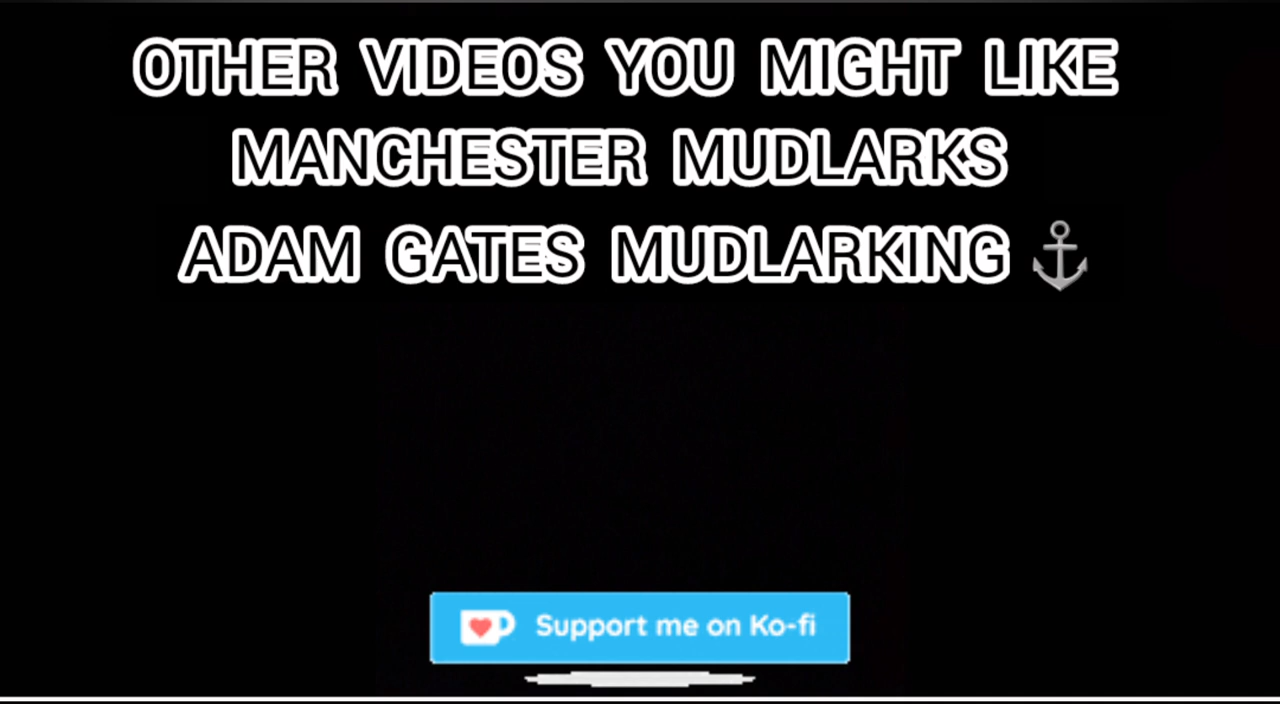 OTHER VIDEOS YOU MIGHT LIKE
MANCHESTER MUDLARKS
ADAM GATES MUDLARKING ⚓
Support me on Ko-fi